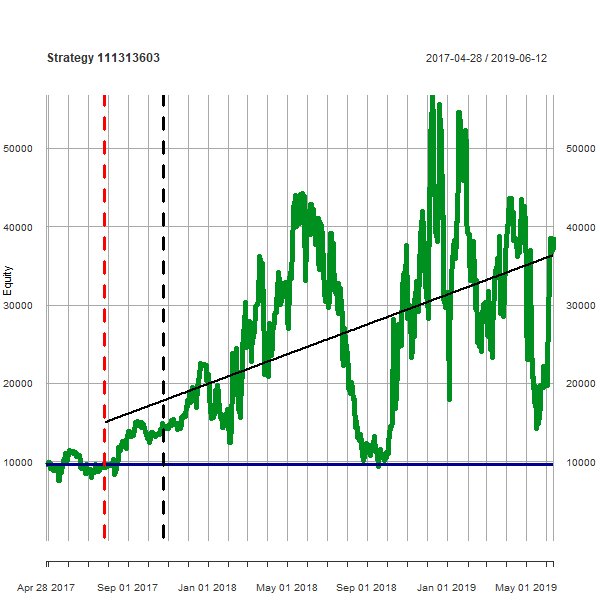 Strategy 111313603 2017-04-28 / 2019-06-12
50000 50000
40000 40000
Equity
30000 30000
20000 20000
10000 10000
Apr 28 2017 Sep 01 2017 Jan 01 2018 May 01 2018 Sep 01 2018 Jan 01 2019 May 01 2019